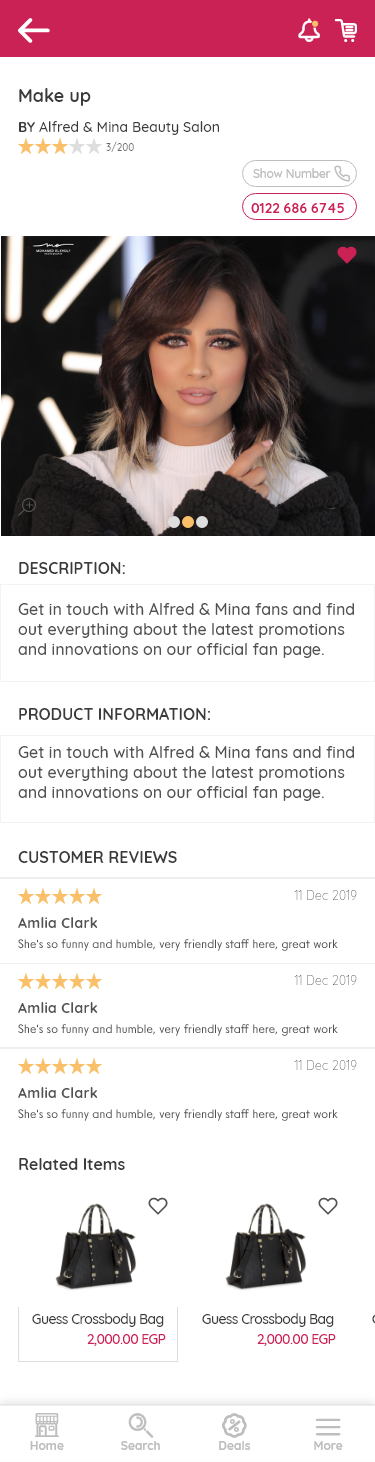 Make up
BY Alfred & Mina Beauty Salon
3/200
Show Number
0122 686 6745
MOHAMED ELSHOLY
DESCRIPTION:
Get in touch with Alfred & Mina fans and find
out everything about the latest promotions
and innovations on our official fan page.
PRODUCT INFORMATION:
Get in touch with Alfred & Mina fans and find
out everything about the latest promotions
and innovations on our official fan page.
CUSTOMER REVIEWS
11 Dec 2019
Amlia Clark
She's so funny and humble, very friendly staff here, great work
11 Dec 2019
Amlia Clark
She's so funny and humble, very friendly staff here, great work
11 Dec 2019
Amlia Clark
She's so funny and humble, very friendly staff here, great work
Related Items
Guess Crossbody Bag Guess Crossbody Bag
2,000.00 EGP 2,000.00 EGP
Home Search Deals More